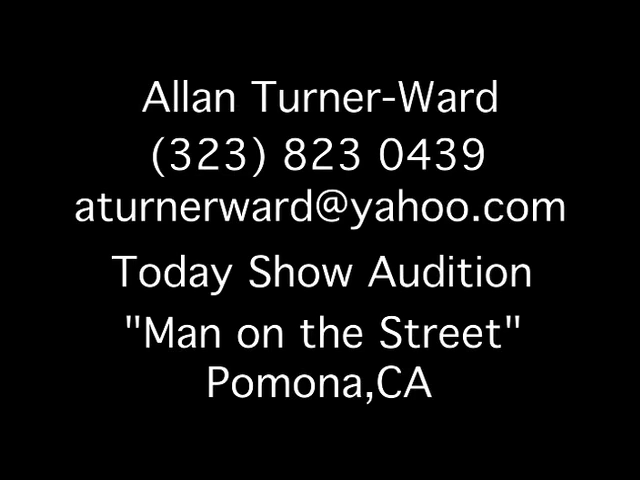 Allan Turner-Ward
(323) 823 0439
aturnerward@yahoo.com
Today Show Audition
"Man on the Street"
Pomona,CA